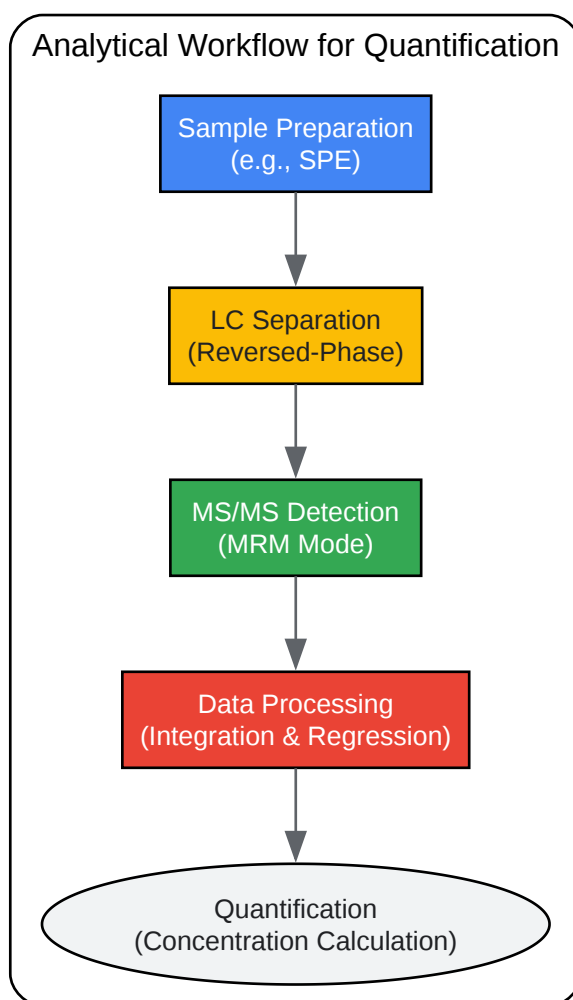 Analytical Workflow for Quantification
Sample Preparation
(e.g., SPE)
LC Separation
(Reversed-Phase)
MS/MS Detection
(MRM Mode)
Data Processing
(Integration & Regression)
Quantification
(Concentration Calculation)